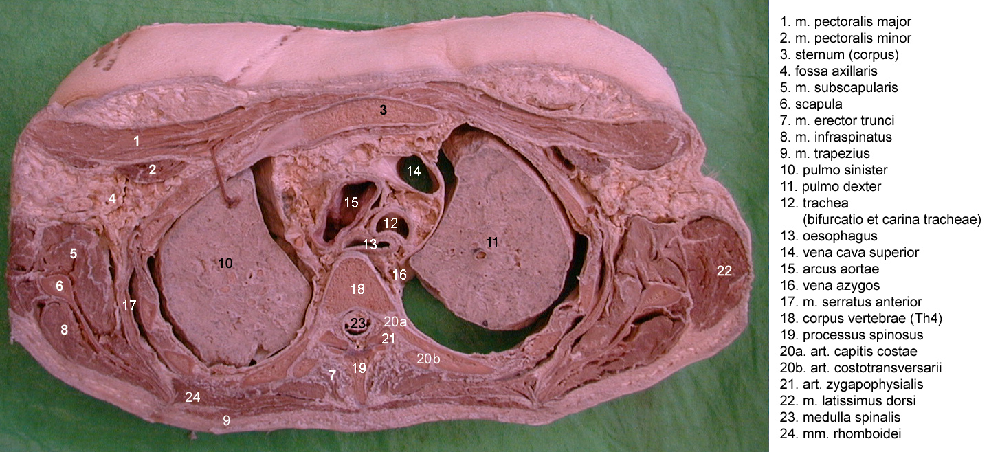 3
1
2
14
4
15
12
13
11
5
10
22
16
6
18
17
20a
23
8
21
20b
19
7
24
9
1. m. pectoralis major
2. m. pectoralis minor
3. sternum (corpus)
4. fossa axillaris
5. m. subscapularis
6. scapula
7. m. erector trunci
8. m. infraspinatus
9. m. trapezius
10. pulmo sinister
11. pulmo dexter
12. trachea
(bifurcatio et carina tracheae)
13. oesophagus
14. vena cava superior
15. arcus aortae
16. vena azygos
17. m. serratus anterior
18. corpus vertebrae (Th4)
19. processus spinosus
20a. art. capitis costae
20b. art. costotransversarii
21. art. zygapophysialis
22. m. latissimus dorsi
23. medulla spinalis
24. mm. rhomboidei